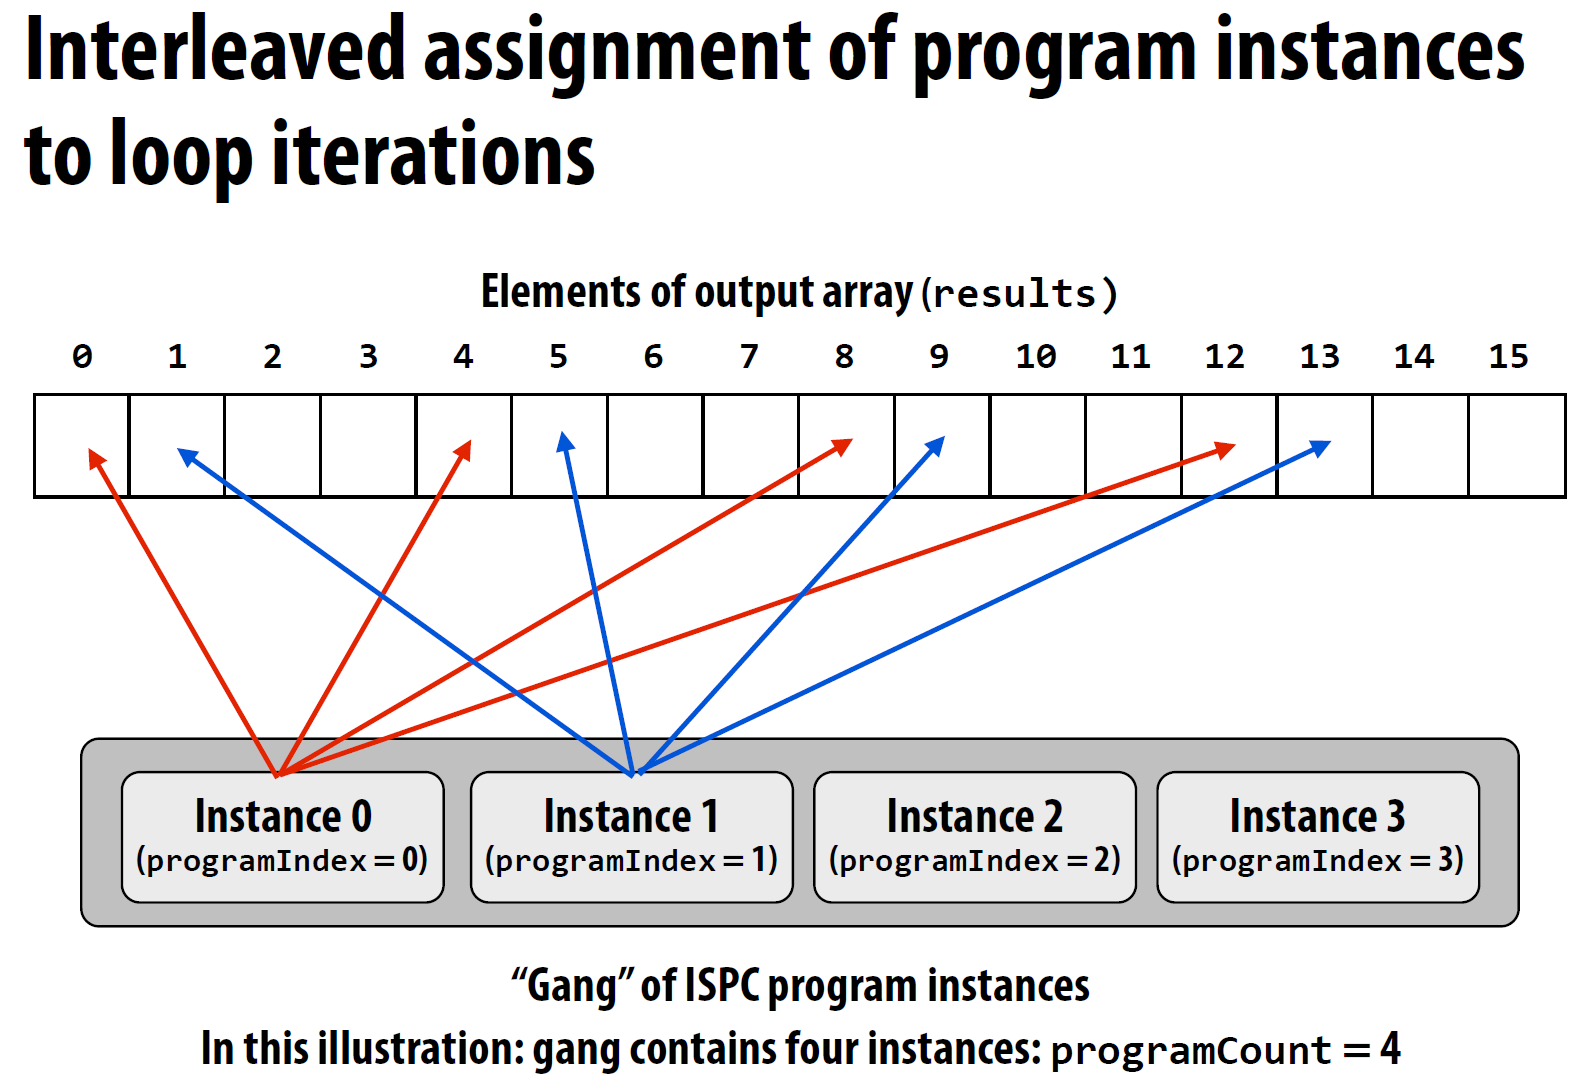 Interleaved assignment of program instances
to loop iterations
Elements of output array (results)
0 1 2 3 4 5 6 7 8 9 10 11 12 13 14 15
Instance 0 Instance 1 Instance 2 Instance 3
(programIndex = 0) (programIndex = 1) (programIndex = 2) (programIndex = 3)
“Gang” of ISPC program instances
In this illustration: gang contains four instances: programCount = 4